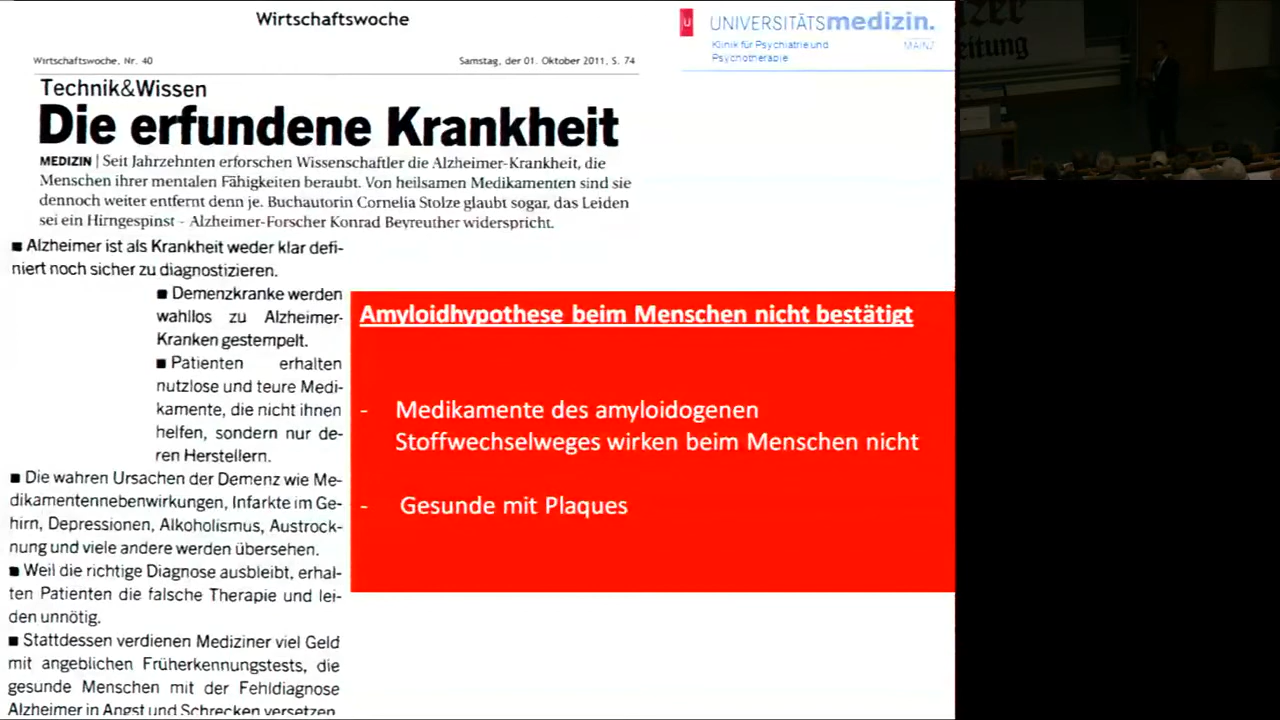 Wirtschaftswoche
Wirtschaftswoche, Nr. 40
Samstag, der 01. Oktober 2011, S. 74
Technik&Wissen
Die erfundene Krankheit
MEDIZIN | Seit Jahrzehnten erforschen Wissenschaftler die Alzheimer-Krankheit, die
Menschen ihrer mentalen Fähigkeiten beraubt. Von heilsamen Medikamenten sind sie
dennoch weiter entfernt denn je. Buchautorin Cornelia Stolze glaubt sogar, das Leiden
sei ein Hirngespinst – Alzheimer-Forscher Konrad Beyreuther widerspricht.
■ Alzheimer ist als Krankheit weder klar defi-
niert noch sicher zu diagnostizieren.
■ Demenzkranke werden
wahllos zu Alzheimer-
Kranken gestempelt.
■ Patienten erhalten
nutzlose und teure Medi-
kamente, die nicht ihnen
helfen, sondern nur de-
ren Herstellern.
■ Die wahren Ursachen der Demenz wie Me-
dikamentennebenwirkungen, Infarkte im Ge-
hirn, Depressionen, Alkoholismus, Austrock-
nung und viele andere werden übersehen.
■ Weil die richtige Diagnose ausbleibt, erhal-
ten Patienten die falsche Therapie und lei-
den unnötig.
■ Stattdessen verdienen Mediziner viel Geld
mit angeblichen Früherkennungstests, die
gesunde Menschen mit der Fehldiagnose
Alzheimer in Angst und Schrecken versetzen.
U UNIVERSITÄTSmedizin.
Klinik für Psychiatrie und
Psychotherapie
MAINZ
Amyloidhypothese beim Menschen nicht bestätigt
- Medikamente des amyloidogenen
Stoffwechselweges wirken beim Menschen nicht
- Gesunde mit Plaques